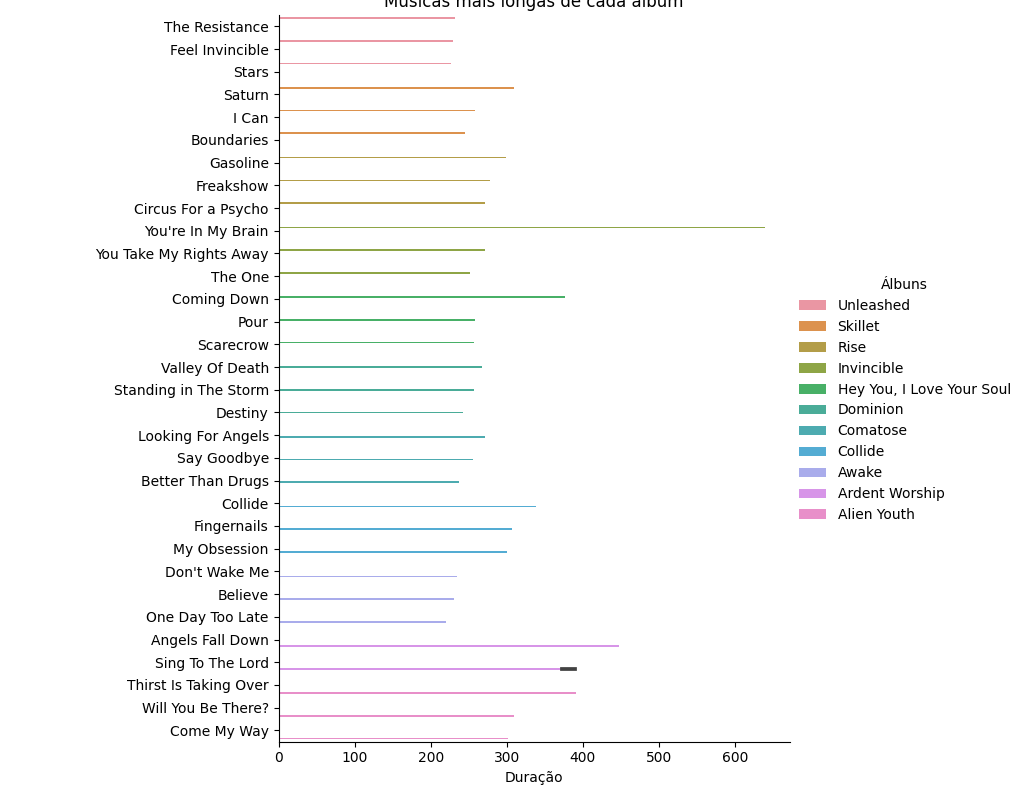 Músicas mais longas de cada álbum
The Resistance
Feel Invincible
Stars
Saturn
I Can
Boundaries
Gasoline
Freakshow
Circus For a Psycho
You're In My Brain
You Take My Rights Away
The One
Coming Down
Pour
Scarecrow
Valley Of Death
Standing in The Storm
Destiny
Looking For Angels
Say Goodbye
Better Than Drugs
Collide
Fingernails
My Obsession
Don't Wake Me
Believe
One Day Too Late
Angels Fall Down
Sing To The Lord
Thirst Is Taking Over
Will You Be There?
Come My Way
0 100 200 300 400 500 600
Duração
Álbuns
Unleashed
Skillet
Rise
Invincible
Hey You, I Love Your Soul
Dominion
Comatose
Collide
Awake
Ardent Worship
Alien Youth